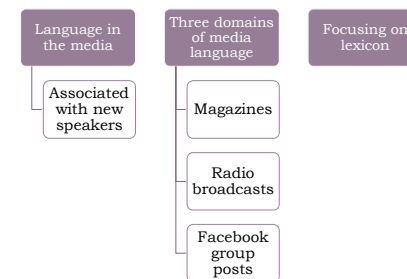 Language in
the media
Associated
with new
speakers
Three domains
of media
language
Magazines
Radio
broadcasts
Facebook
group
posts
Focusing on
lexicon